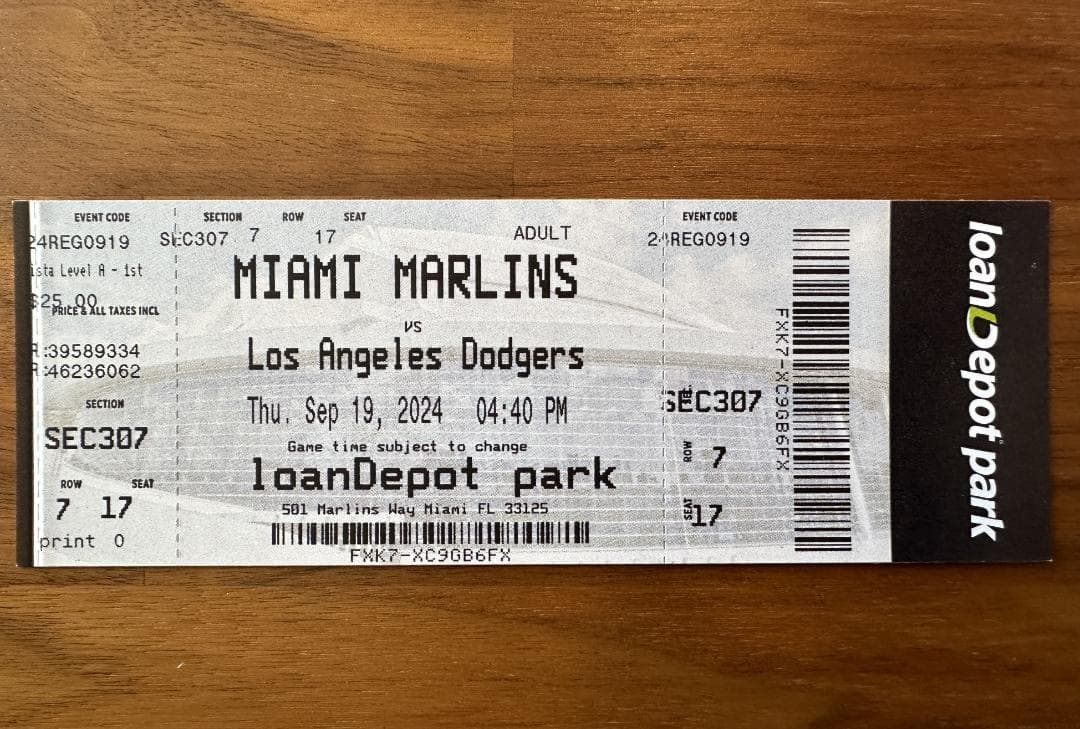 EVENT CODE
24REG0919
ista Level A - 1st
$25.00
PRICE & ALL TAXES INCL
:39589334
:46236062
SECTION
SEC307
ROW SEAT
7 17
print 0
SECTION ROW SEAT
SEC307 7 17
ADULT
MIAMI MARLINS
VS
Los Angeles Dodgers
Thu. Sep 19, 2024 04:40 PM
Game time subject to change
loanDepot park
501 Marlins Way Miami FL 33125
FXK7-XC9GB6FX
EVENT CODE
24REG0919
SEC307
ROW 7
SEAT 17
FXK7-XC9GB6FX
loanDepot park